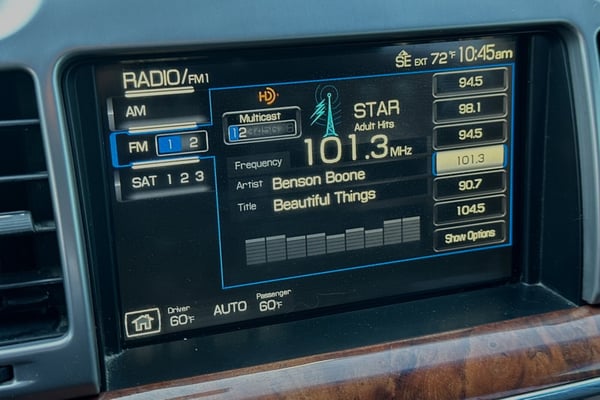 RADIO/FM1
SE EXT 72°F 10:45am
AM
FM 1 2
SAT 1 2 3
HD
Multicast
12
STAR
Adult Hits
Frequency 101.3 MHz
Artist Benson Boone
Title Beautiful Things
94.5
98.1
94.5
101.3
90.7
104.5
Show Options
Driver
60°F
AUTO
Passenger
60°F